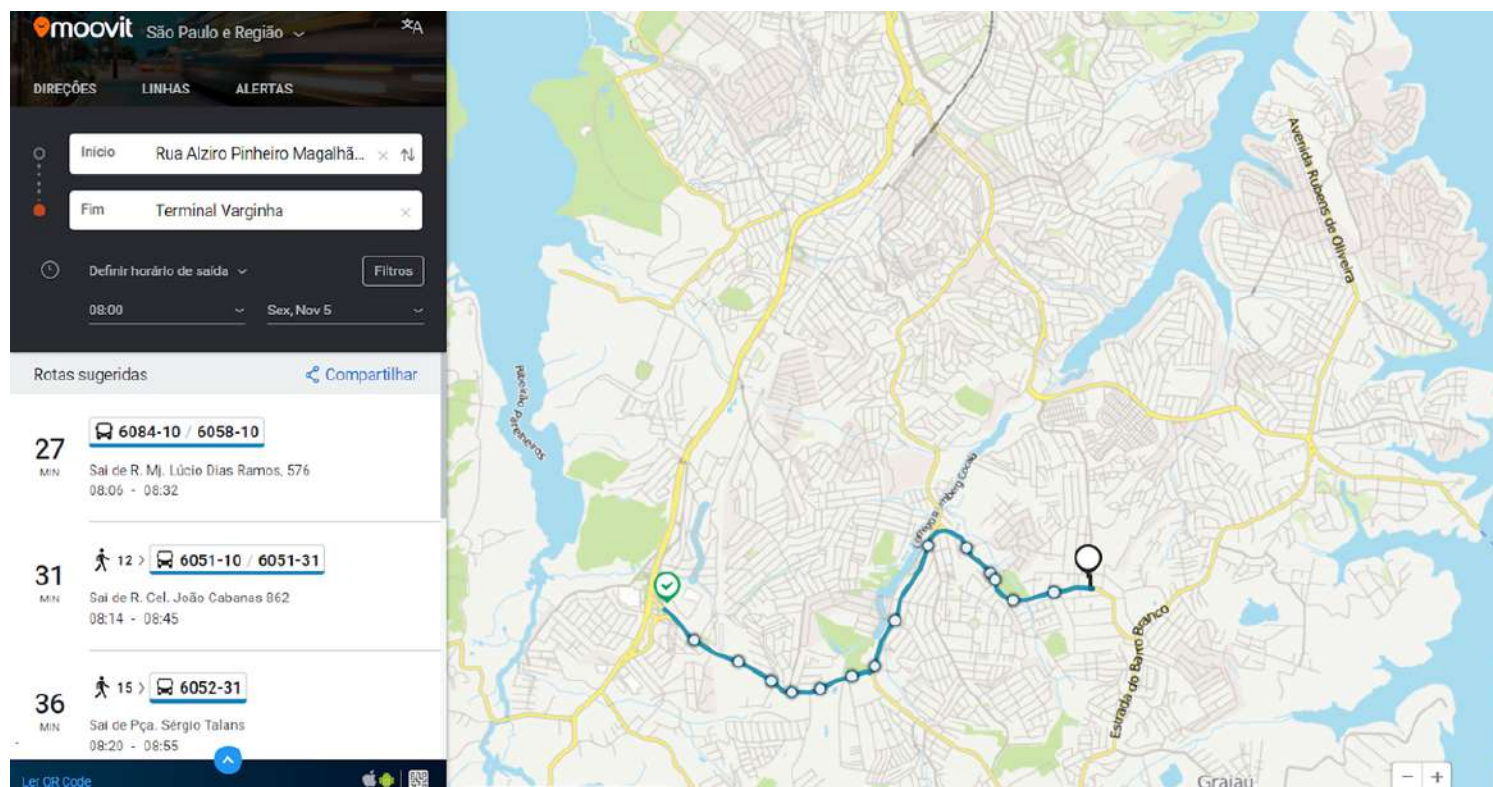 moovit São Paulo e Região
DIREÇÕES LINHAS ALERTAS
Início Rua Alziro Pinheiro Magalhã...
Fim Terminal Varginha
Definir horário de saída Filtros
08:00 Sex, Nov 5
Rotas sugeridas Compartilhar
6084-10 / 6058-10
27
MIN
Sai de R. Mj. Lúcio Dias Ramos, 576
08:06 - 08:32
12 > 6051-10 / 6051-31
31
MIN
Sai de R. Cel. João Cabanas 862
08:14 - 08:45
15 > 6052-31
36
MIN
Sai de Pça. Sérgio Talans
08:20 - 08:55
Ler QR Code
Avenida Rubens de Oliveira
Ribeirão Parelheiros
Cocaia
Estrada do Barro Branco
Grajaú
− +